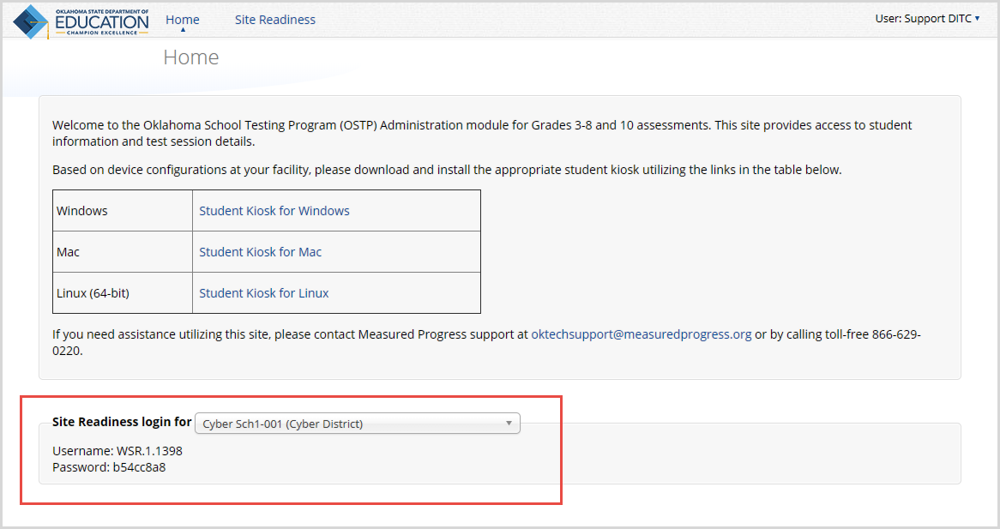 OKLAHOMA STATE DEPARTMENT OF
EDUCATION
CHAMPION EXCELLENCE
Home
Site Readiness
User: Support DITC
Home
Welcome to the Oklahoma School Testing Program (OSTP) Administration module for Grades 3-8 and 10 assessments. This site provides access to student
information and test session details.
Based on device configurations at your facility, please download and install the appropriate student kiosk utilizing the links in the table below.
Windows
Student Kiosk for Windows
Mac
Student Kiosk for Mac
Linux (64-bit)
Student Kiosk for Linux
If you need assistance utilizing this site, please contact Measured Progress support at oktechsupport@measuredprogress.org or by calling toll-free 866-629-
0220.
Site Readiness login for
Cyber Sch1-001 (Cyber District)
Username: WSR.1.1398
Password: b54cc8a8